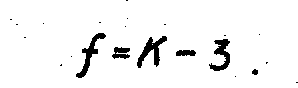 f = K - 3.